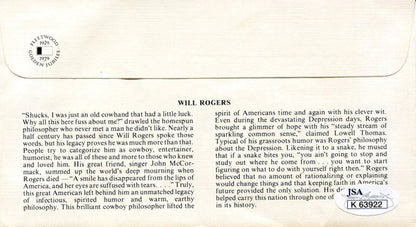 FLEETWOOD
1929
1979
GOLDEN JUBILEE
WILL ROGERS
"Shucks, I was just an old cowhand that had a little luck.
Why all this here fuss about me?" drawled the homespun
philosopher who never met a man he didn't like. Nearly a
half century has passed since Will Rogers spoke those
words, but his legacy proves he was much more than that.
People try to categorize him as cowboy, entertainer,
humorist; he was all of these and more to those who knew
and loved him. His great friend, singer John McCor-
mack, summed up the world's deep mourning when
Rogers died — "A smile has disappeared from the lips of
America, and her eyes are suffused with tears. . . ." Truly,
this great American left behind him an unmatched legacy
of infectious, spirited humor and warm, earthy
philosophy. This brilliant cowboy philosopher lifted the
spirit of Americans time and again with his clever wit.
Even during the devastating Depression days, Rogers
brought a glimmer of hope with his "steady stream of
sparkling common sense," claimed Lowell Thomas.
Typical of his grassroots humor was Rogers' philosophy
about the Depression. Likening it to a snake, he mused
that if a snake bites you, "you ain't going to stop and
study out where he come from . . . you want to start
figuring on what to do with yourself right then." Rogers
believed that no amount of rationalizing or explaining
would change things and that keeping faith in America's
future provided the only solution. His
helped carry this nation through one of
in its history.
JSA
K 63922